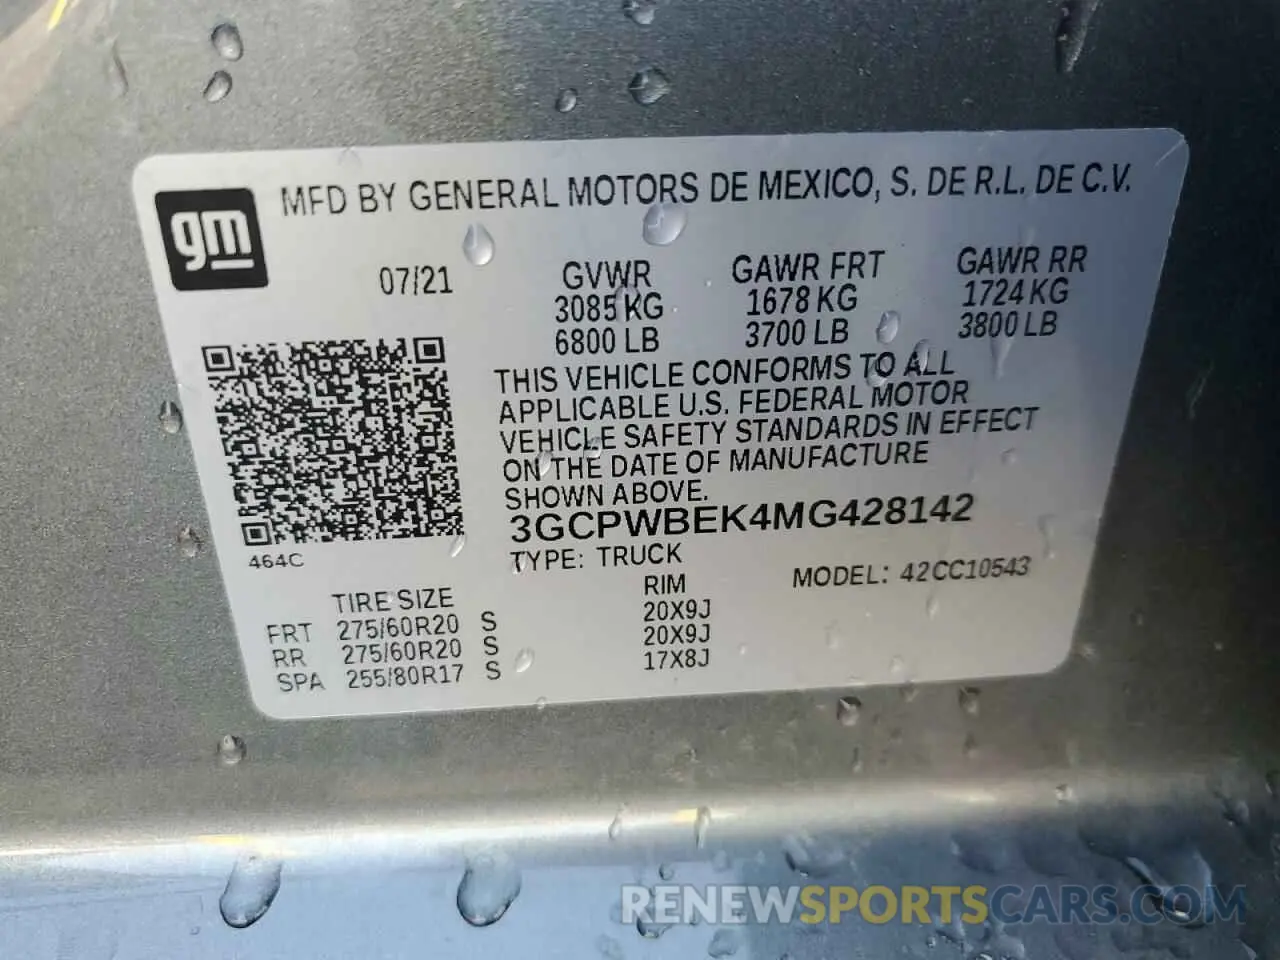 gm
MFD BY GENERAL MOTORS DE MEXICO, S. DE R.L. DE C.V.
07/21
GVWR GAWR FRT GAWR RR
3085 KG 1678 KG 1724 KG
6800 LB 3700 LB 3800 LB
THIS VEHICLE CONFORMS TO ALL
APPLICABLE U.S. FEDERAL MOTOR
VEHICLE SAFETY STANDARDS IN EFFECT
ON THE DATE OF MANUFACTURE
SHOWN ABOVE.
3GCPWBEK4MG428142
464C
TYPE: TRUCK
MODEL: 42CC10543
TIRE SIZE RIM
FRT 275/60R20 S 20X9J
RR 275/60R20 S 20X9J
SPA 255/80R17 S 17X8J
RENEWSPORTSCARS.COM